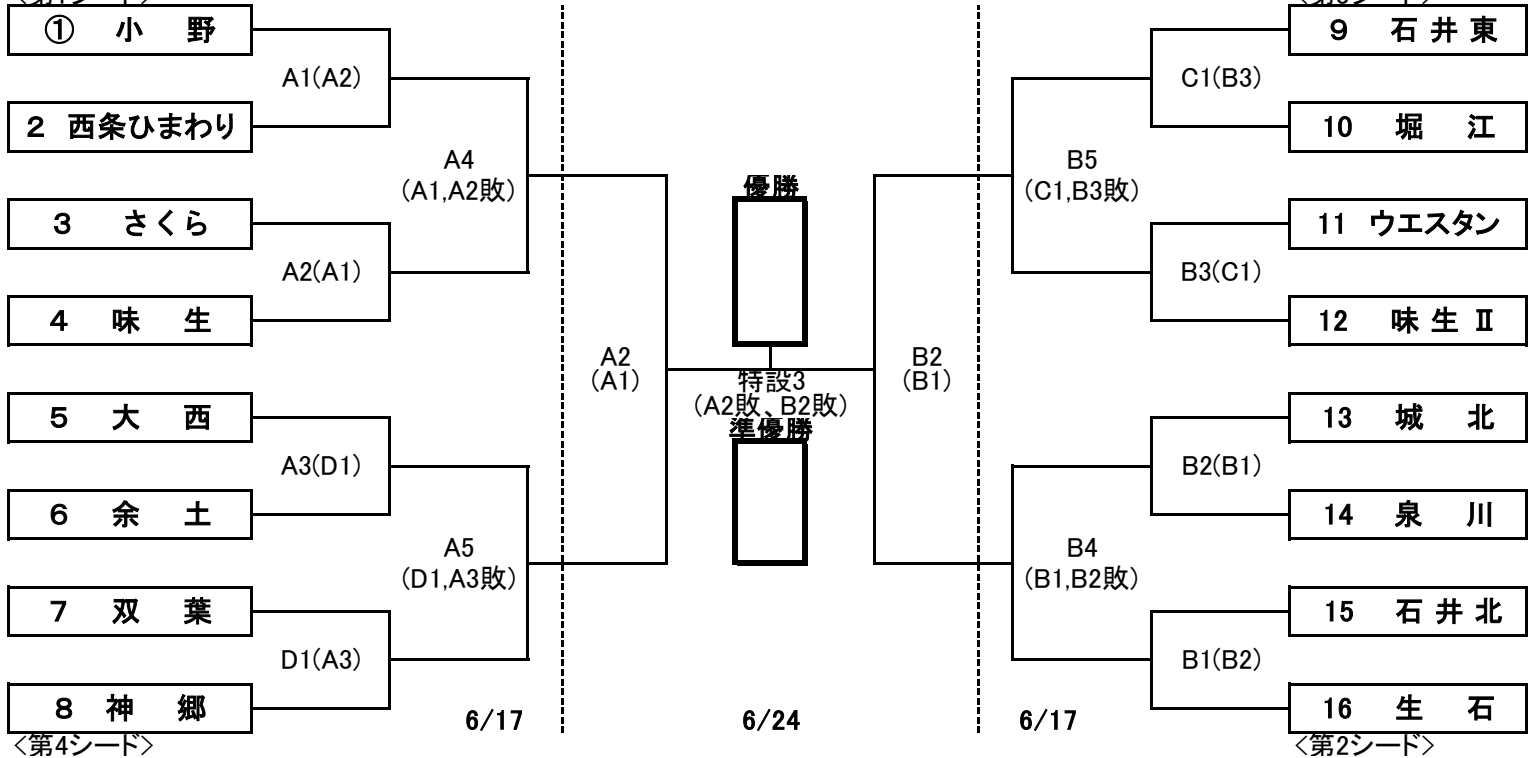 ① 小 野
A1(A2)
2 西条ひまわり
A4
(A1,A2敗)
3 さくら
A2(A1)
4 味 生
5 大 西
A3(D1)
6 余 土
A5
(D1,A3敗)
7 双 葉
D1(A3)
8 神 郷
<第4シード>
6/17
A2
(A1)
優勝
特設3
(A2敗、B2敗)
準優勝
6/24
B2
(B1)
9 石 井 東
C1(B3)
10 堀 江
B5
(C1,B3敗)
11 ウエスタン
B3(C1)
12 味 生 Ⅱ
13 城 北
B2(B1)
14 泉 川
B4
(B1,B2敗)
15 石 井 北
B1(B2)
16 生 石
<第2シード>
6/17